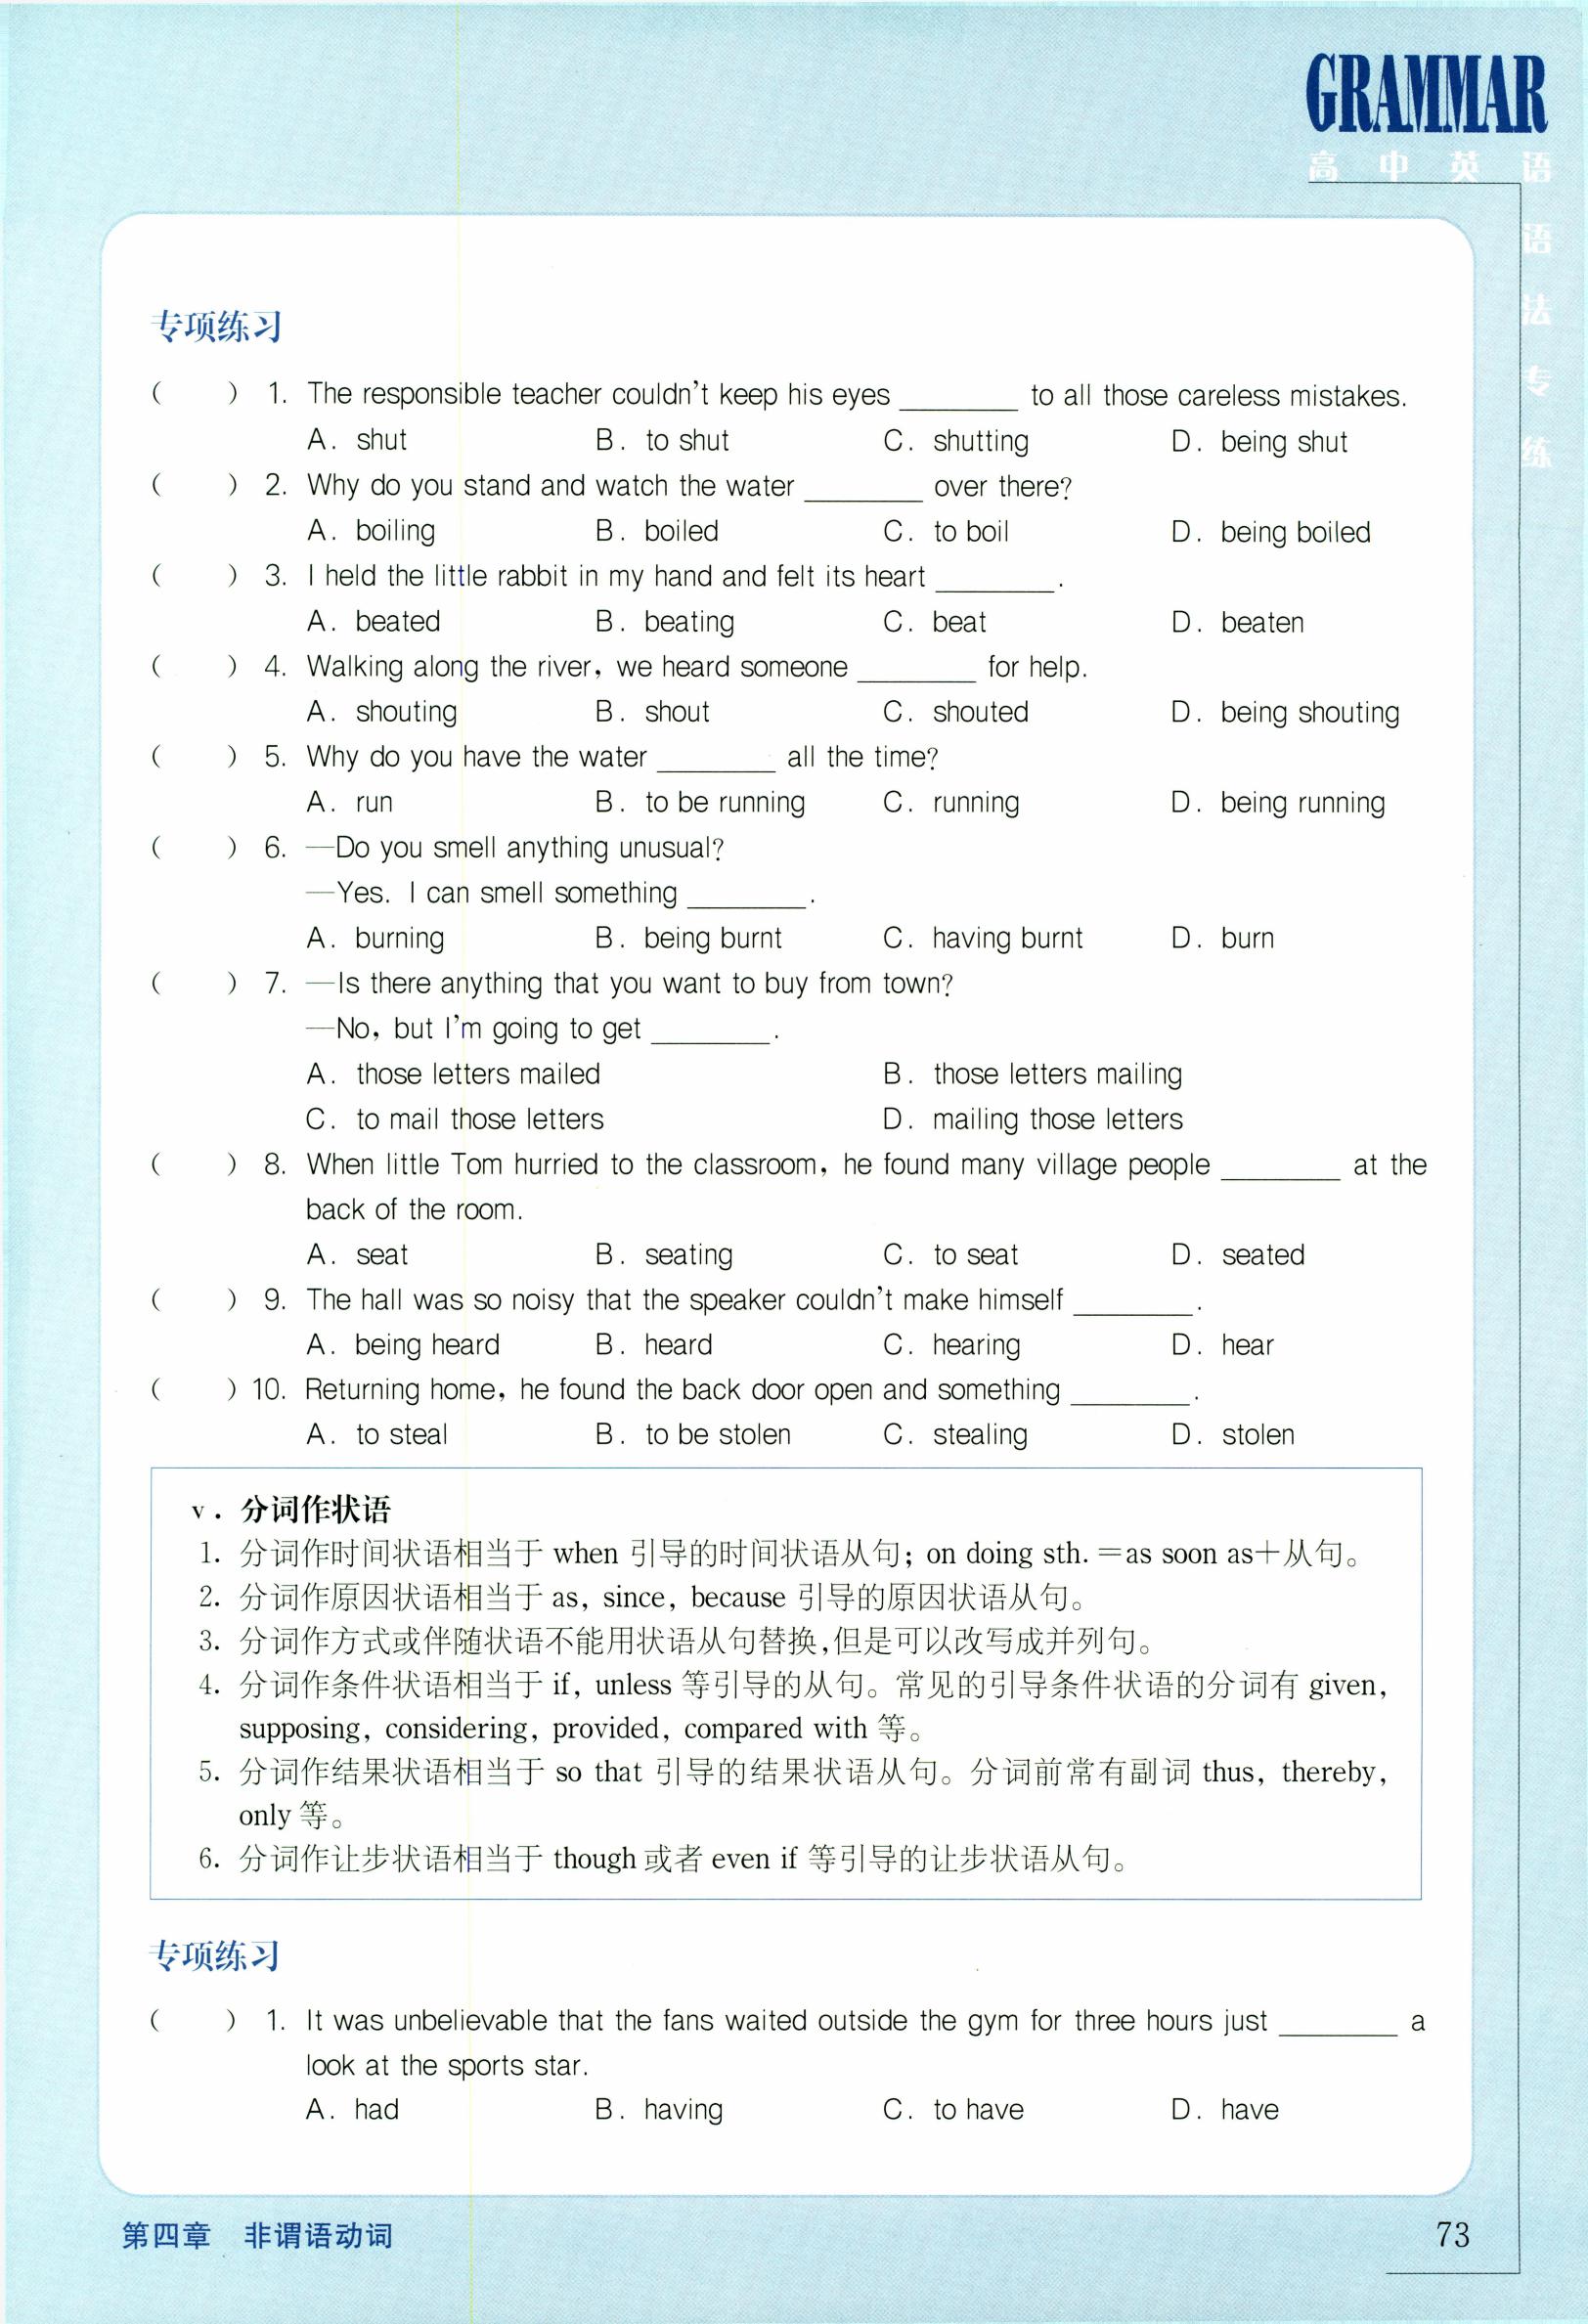 GRAMMAR
高中英语
语法专练
专项练习
(    ) 1. The responsible teacher couldn't keep his eyes ________ to all those careless mistakes.
A. shut B. to shut C. shutting D. being shut
(    ) 2. Why do you stand and watch the water ________ over there?
A. boiling B. boiled C. to boil D. being boiled
(    ) 3. I held the little rabbit in my hand and felt its heart ________.
A. beated B. beating C. beat D. beaten
(    ) 4. Walking along the river, we heard someone ________ for help.
A. shouting B. shout C. shouted D. being shouting
(    ) 5. Why do you have the water ________ all the time?
A. run B. to be running C. running D. being running
(    ) 6. —Do you smell anything unusual?
—Yes. I can smell something ________.
A. burning B. being burnt C. having burnt D. burn
(    ) 7. —Is there anything that you want to buy from town?
—No, but I'm going to get ________.
A. those letters mailed B. those letters mailing
C. to mail those letters D. mailing those letters
(    ) 8. When little Tom hurried to the classroom, he found many village people ________ at the
back of the room.
A. seat B. seating C. to seat D. seated
(    ) 9. The hall was so noisy that the speaker couldn't make himself ________.
A. being heard B. heard C. hearing D. hear
(    ) 10. Returning home, he found the back door open and something ________.
A. to steal B. to be stolen C. stealing D. stolen
v. 分词作状语
1. 分词作时间状语相当于 when 引导的时间状语从句; on doing sth. =as soon as+从句。
2. 分词作原因状语相当于 as, since, because 引导的原因状语从句。
3. 分词作方式或伴随状语不能用状语从句替换,但是可以改写成并列句。
4. 分词作条件状语相当于 if, unless 等引导的从句。常见的引导条件状语的分词有 given,
supposing, considering, provided, compared with 等。
5. 分词作结果状语相当于 so that 引导的结果状语从句。分词前常有副词 thus, thereby,
only 等。
6. 分词作让步状语相当于 though 或者 even if 等引导的让步状语从句。
专项练习
(    ) 1. It was unbelievable that the fans waited outside the gym for three hours just ________ a
look at the sports star.
A. had B. having C. to have D. have
第四章 非谓语动词
73